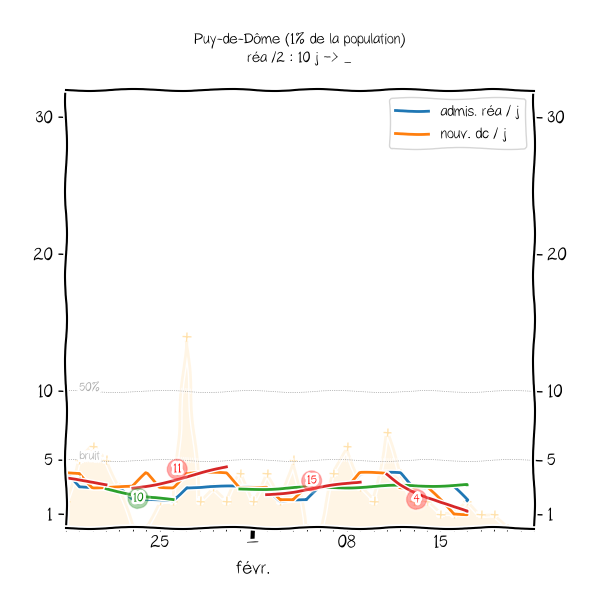 Puy-de-Dôme (1% de la population)
réa /2 : 10 j -> _
admis. réa / j
nouv. dc / j
30 30
20 20
10 10
50%
5 5
bruit
1 1
11
10
15
4
25 08 15
févr.